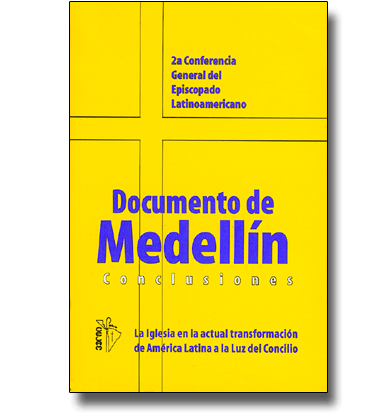 2a Conferencia
General del
Episcopado
Latinoamericano
Documento de
Medellín
Conclusiones
La Iglesia en la actual transformación
de América Latina a la Luz del Concilio